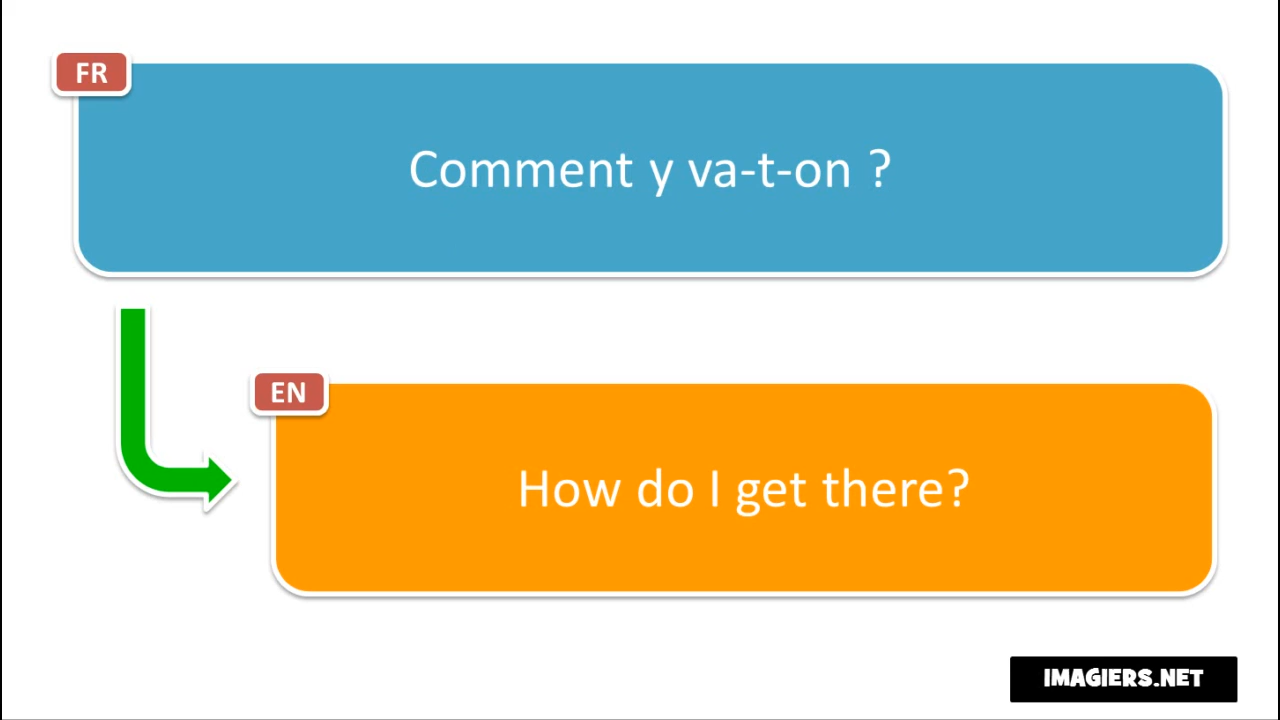 FR
Comment y va-t-on ?
EN
How do I get there?
IMAGIERS.NET